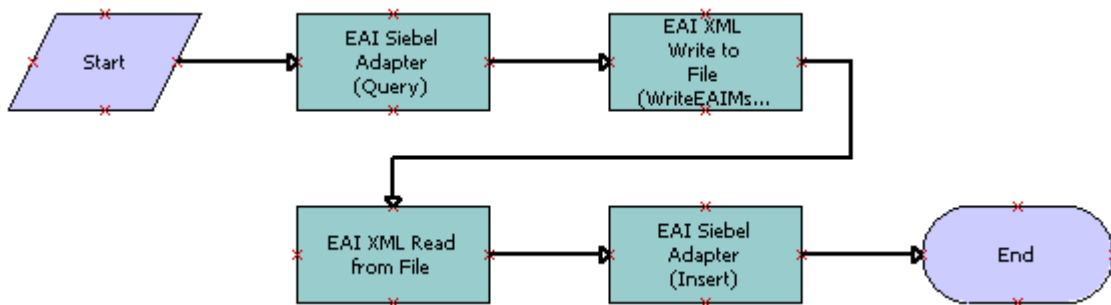 Start
EAI Siebel
Adapter
(Query)
EAI XML
Write to
File
(WriteEAIMs...
EAI XML Read
from File
EAI Siebel
Adapter
(Insert)
End